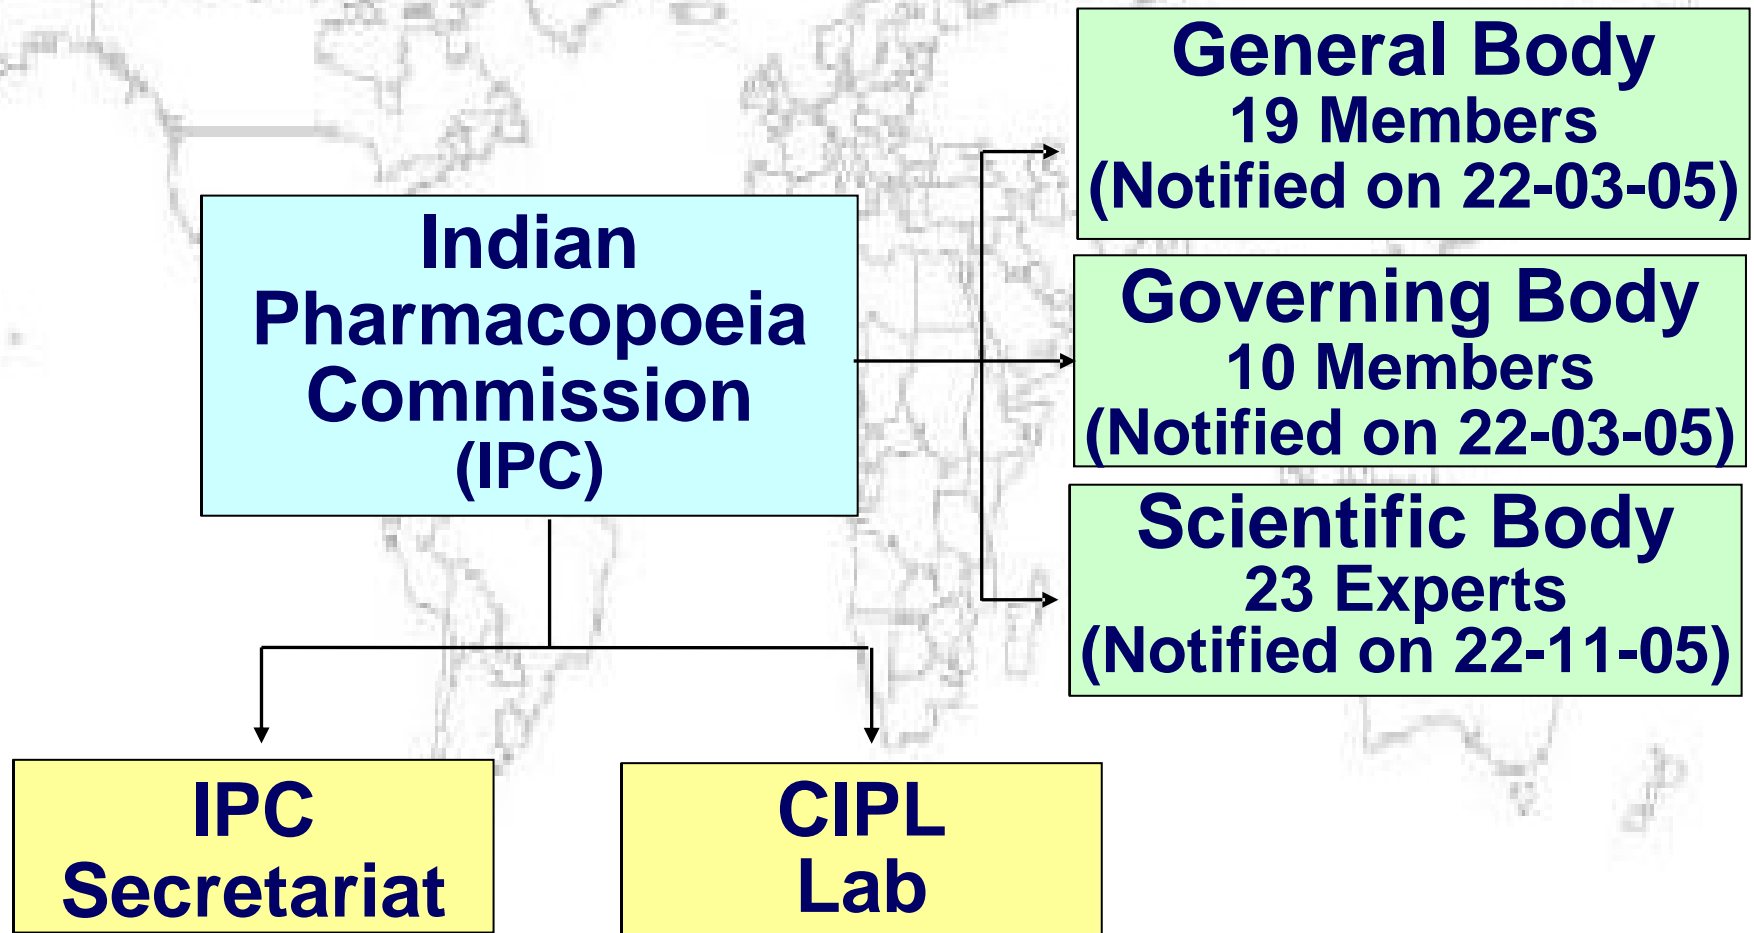 General Body
19 Members
(Notified on 22-03-05)
Indian
Pharmacopoeia
Commission
(IPC)
Governing Body
10 Members
(Notified on 22-03-05)
Scientific Body
23 Experts
(Notified on 22-11-05)
IPC
Secretariat
CIPL
Lab